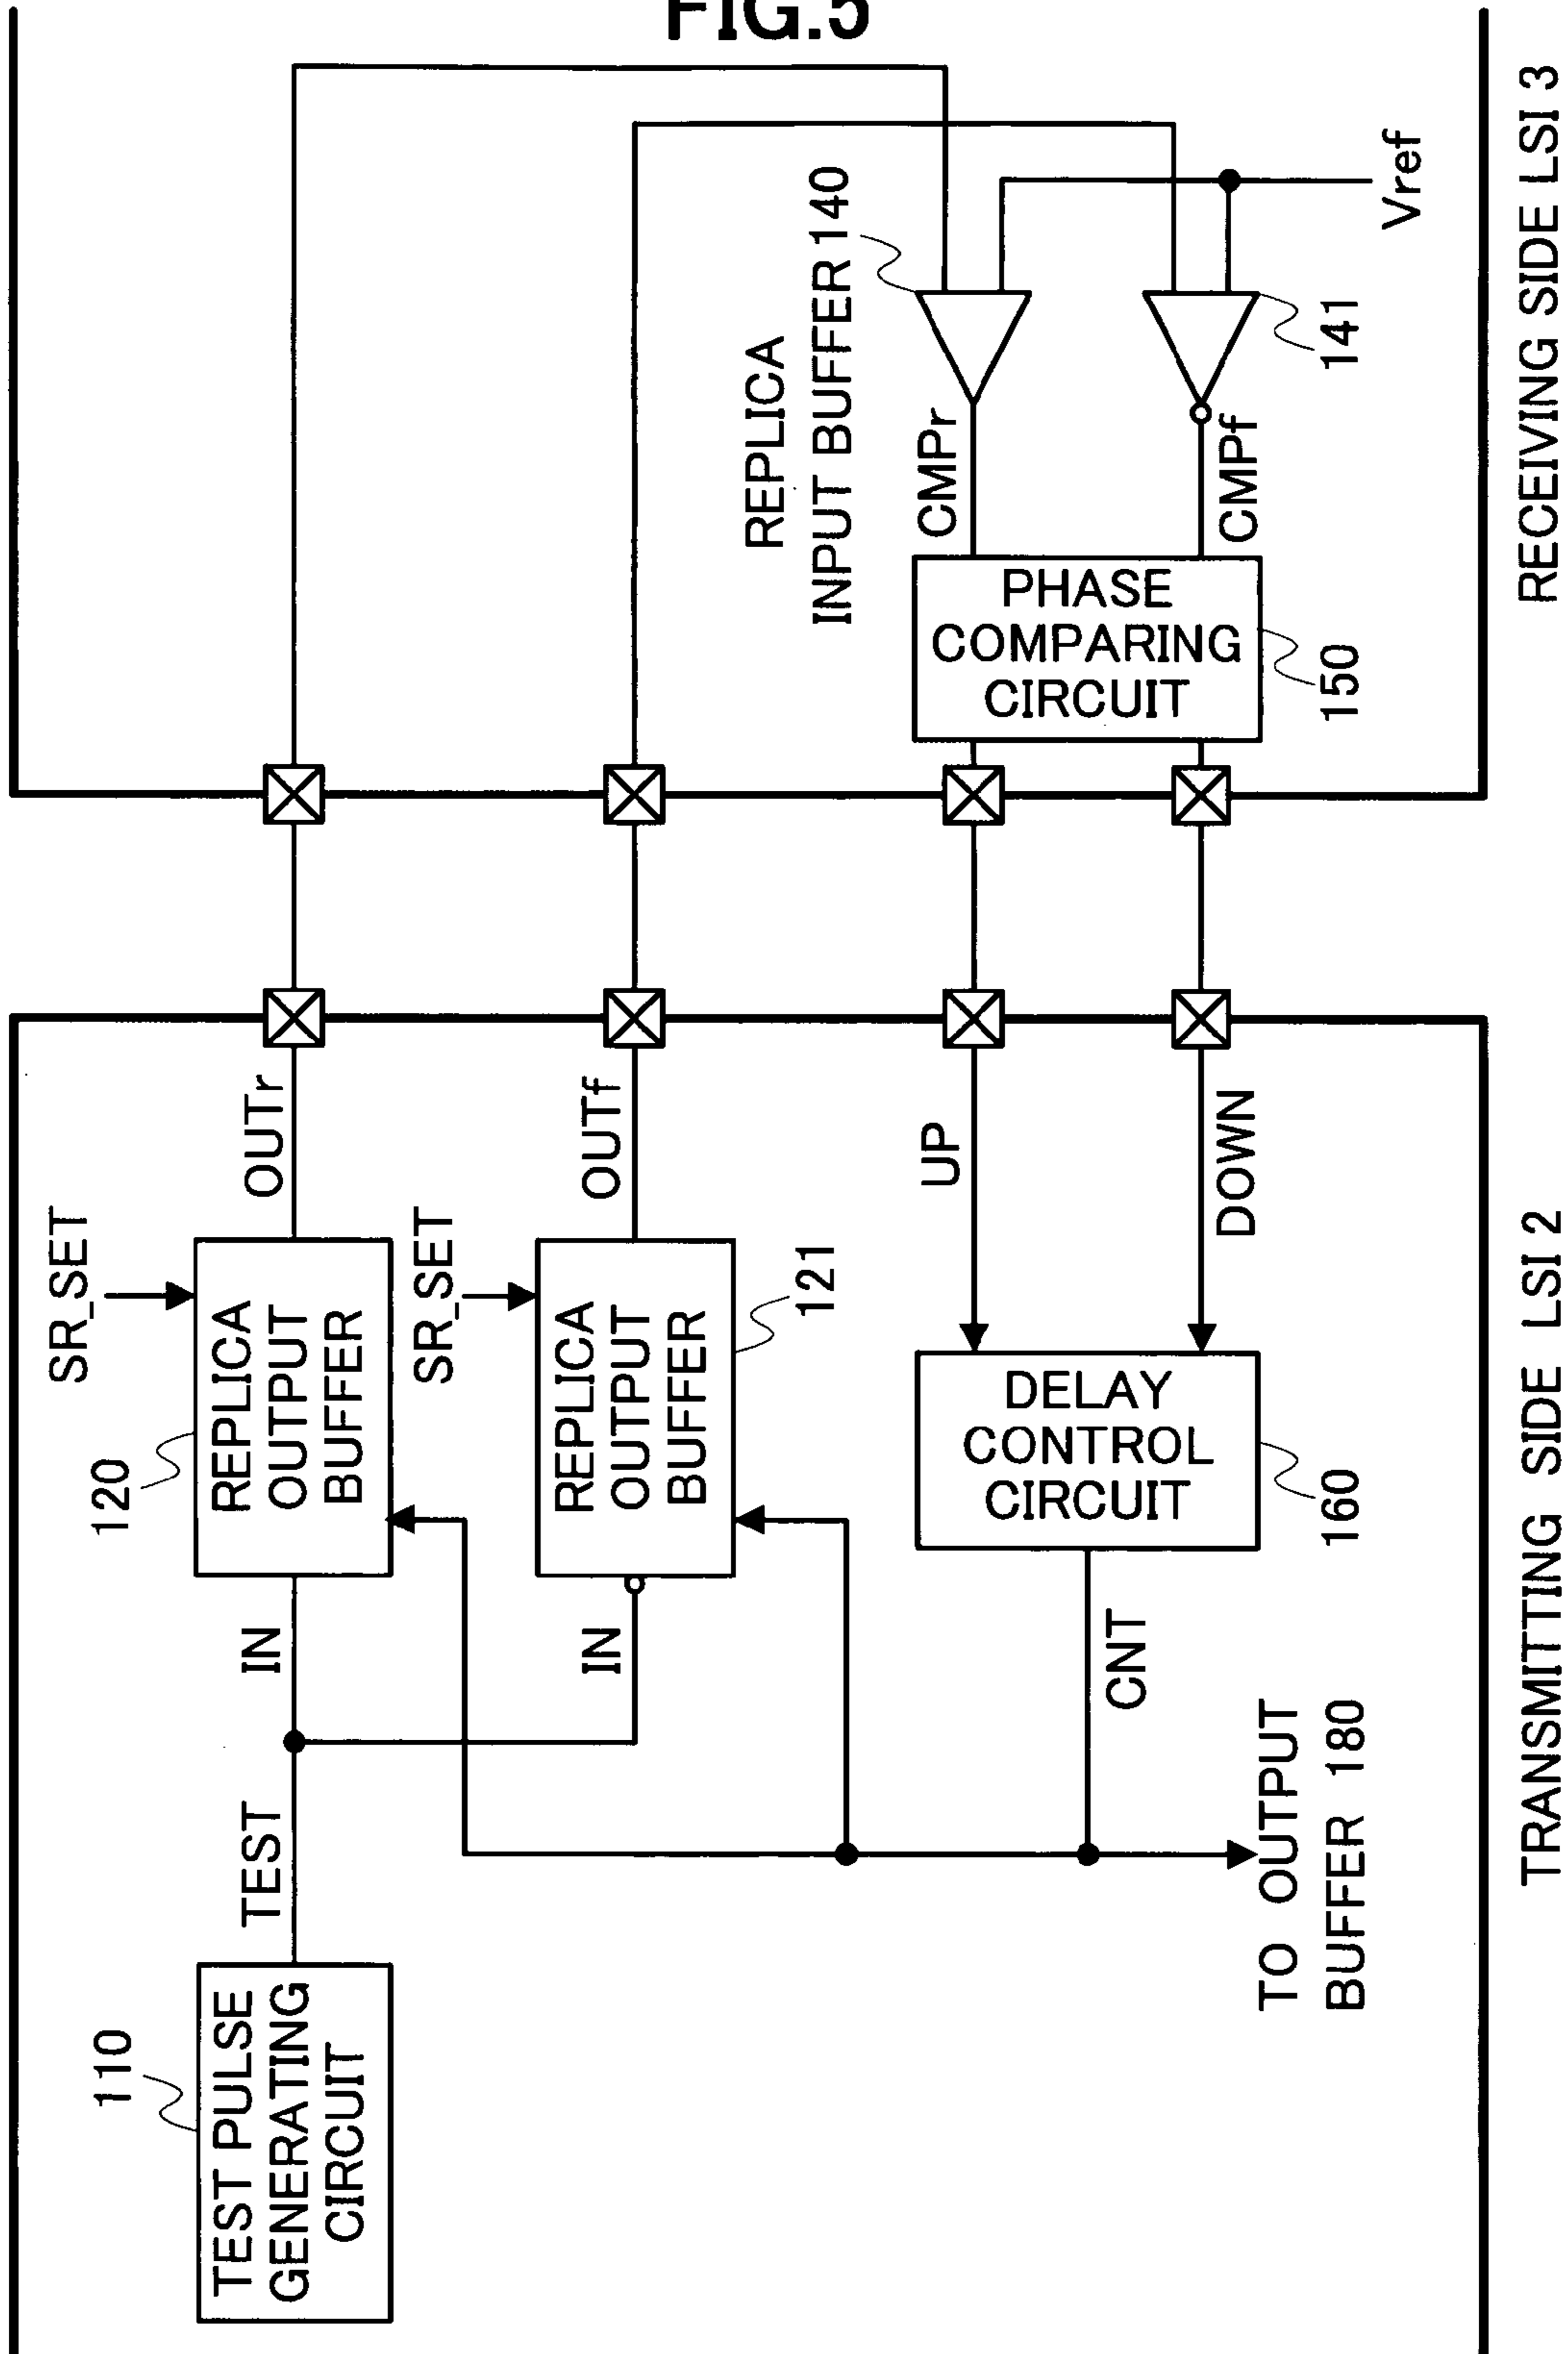 FIG.5
TEST PULSE
GENERATING
CIRCUIT
110
TEST
IN
IN
120
REPLICA
OUTPUT
BUFFER
SR_SET
OUTr
REPLICA
OUTPUT
BUFFER
SR_SET
121
OUTf
DELAY
CONTROL
CIRCUIT
160
UP
DOWN
CNT
TO OUTPUT
BUFFER 180
TRANSMITTING SIDE LSI 2
REPLICA
INPUT BUFFER 140
141
CMPr
CMPf
PHASE
COMPARING
CIRCUIT
150
Vref
RECEIVING SIDE LSI 3